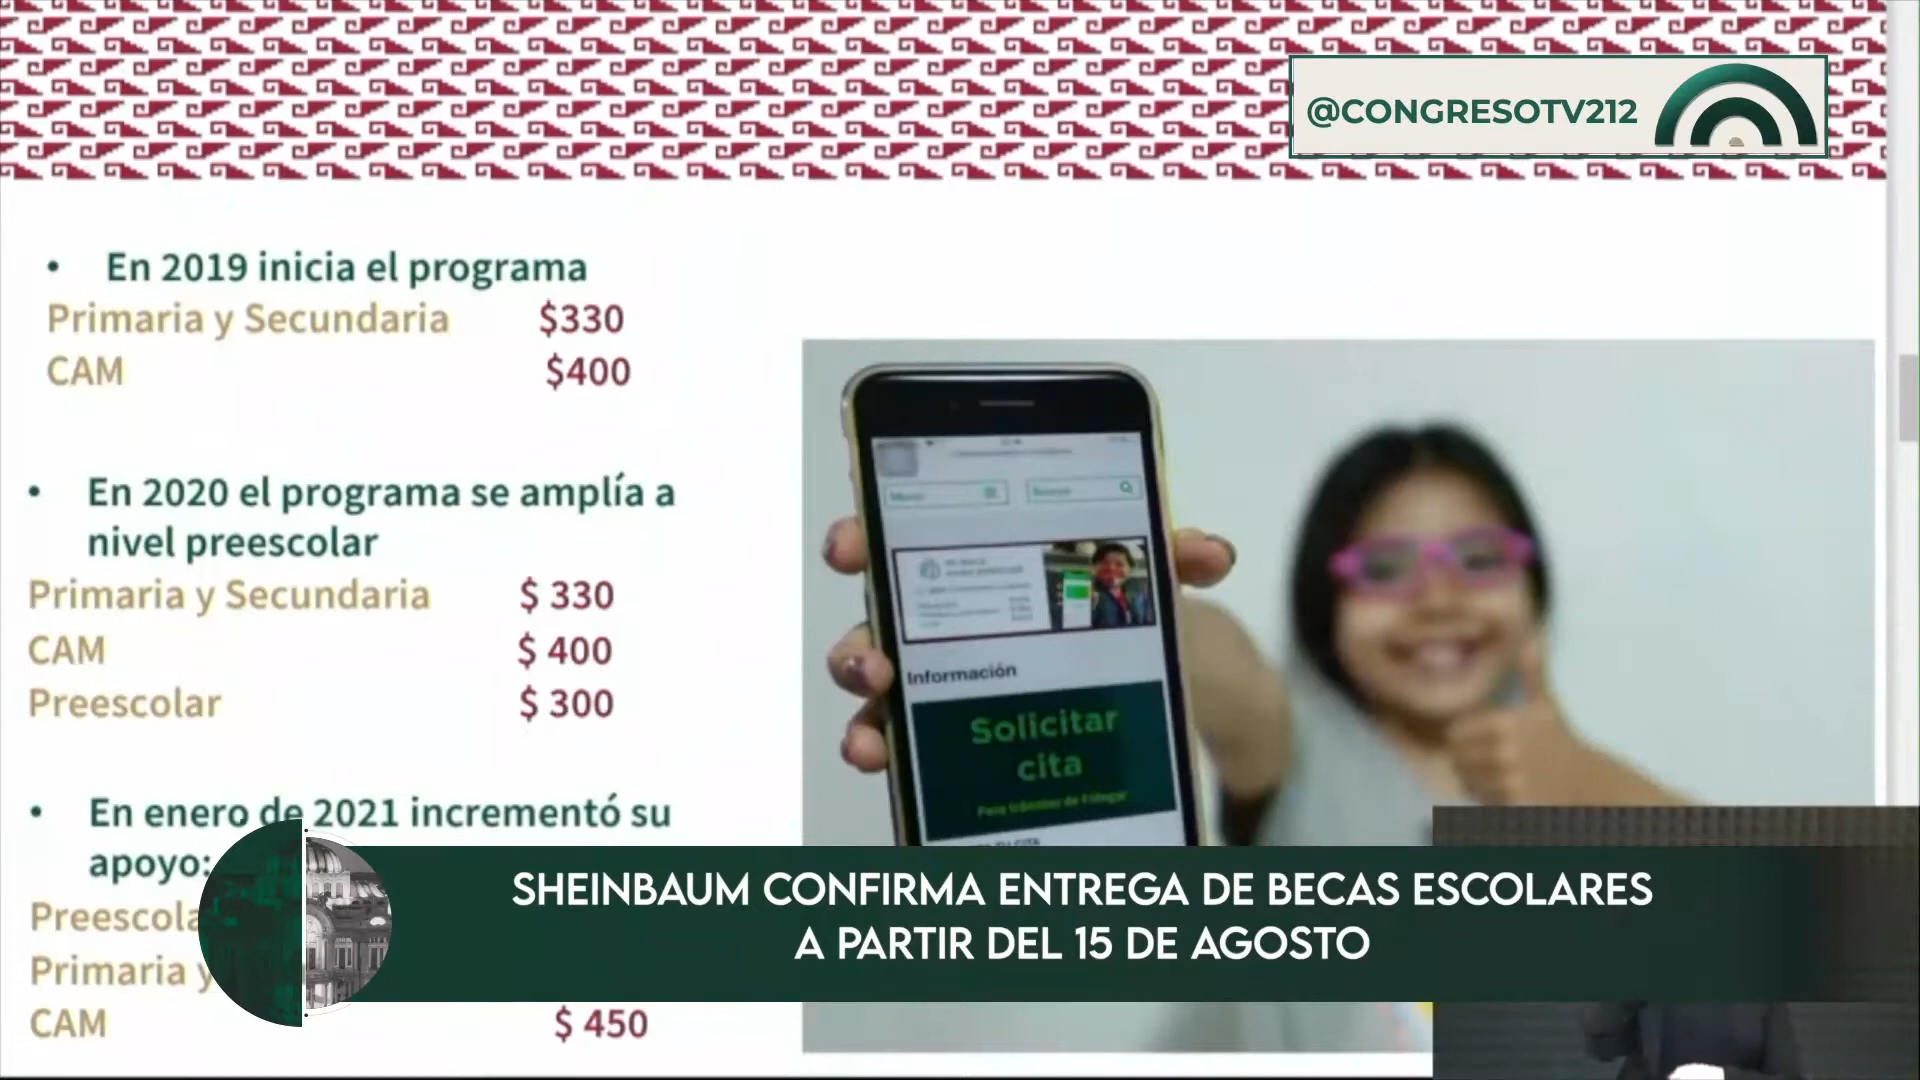 @CONGRESOTV212
• En 2019 inicia el programa
Primaria y Secundaria $330
CAM $400
• En 2020 el programa se amplía a
nivel preescolar
Primaria y Secundaria $ 330
CAM $ 400
Preescolar $ 300
• En enero de 2021 incrementó su
apoyo:
Primaria
CAM $ 450
Información
Solicitar
cita
SHEINBAUM CONFIRMA ENTREGA DE BECAS ESCOLARES
A PARTIR DEL 15 DE AGOSTO